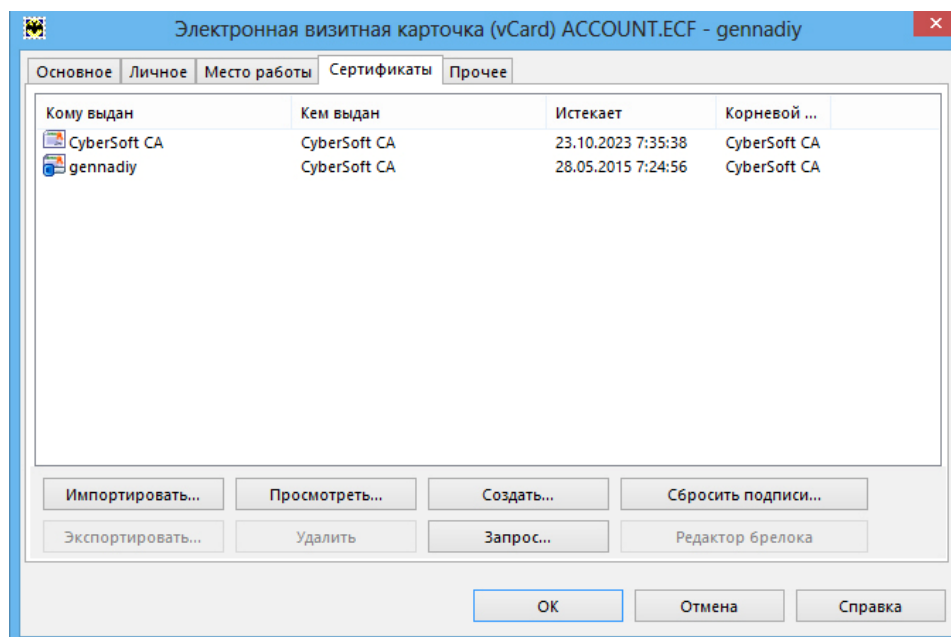 Электронная визитная карточка (vCard) ACCOUNT.ECF - gennadiy
Основное Личное Место работы Сертификаты Прочее
Кому выдан Кем выдан Истекает Корневой ...
CyberSoft CA CyberSoft CA 23.10.2023 7:35:38 CyberSoft CA
gennadiy CyberSoft CA 28.05.2015 7:24:56 CyberSoft CA
Импортировать... Просмотреть... Создать... Сбросить подписи...
Экспортировать... Удалить Запрос... Редактор брелока
ОК Отмена Справка